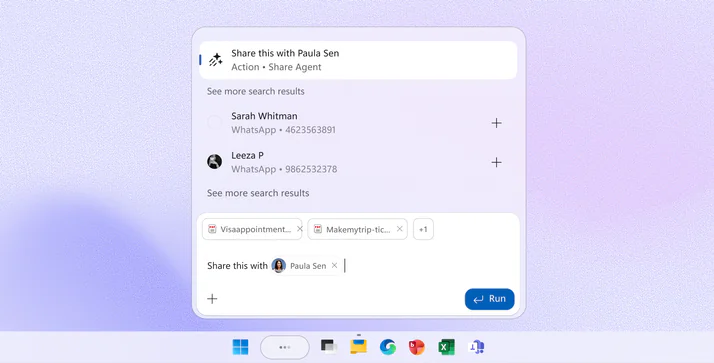 Share this with Paula Sen
Action • Share Agent
See more search results
Sarah Whitman
WhatsApp • 4623563891
Leeza P
WhatsApp • 9862532378
See more search results
Visaappointment... Makemytrip-tic... +1
Share this with Paula Sen
Run